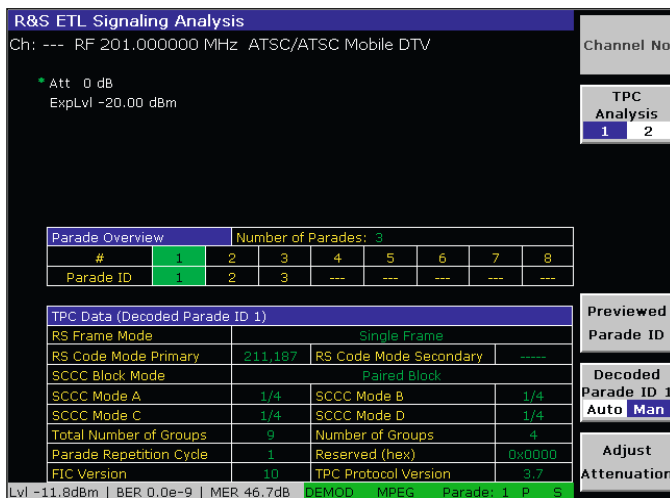 R&S ETL Signaling Analysis
Ch: --- RF 201.000000 MHz ATSC/ATSC Mobile DTV
Channel No
* Att 0 dB
ExpLvl -20.00 dBm
TPC
Analysis
1 2
Parade Overview Number of Parades: 3
# 1 2 3 4 5 6 7 8
Parade ID 1 2 3 --- --- --- --- ---
TPC Data (Decoded Parade ID 1)
RS Frame Mode Single Frame
RS Code Mode Primary 211,187 RS Code Mode Secondary -----
SCCC Block Mode Paired Block
SCCC Mode A 1/4 SCCC Mode B 1/4
SCCC Mode C 1/4 SCCC Mode D 1/4
Total Number of Groups 9 Number of Groups 4
Parade Repetition Cycle 1 Reserved (hex) 0x0000
FIC Version 10 TPC Protocol Version 3.7
Previewed
Parade ID
Decoded
Parade ID 1
Auto Man
Adjust
Attenuation
Lvl -11.8dBm | BER 0.0e-9 | MER 46.7dB DEMOD MPEG Parade: 1 P S